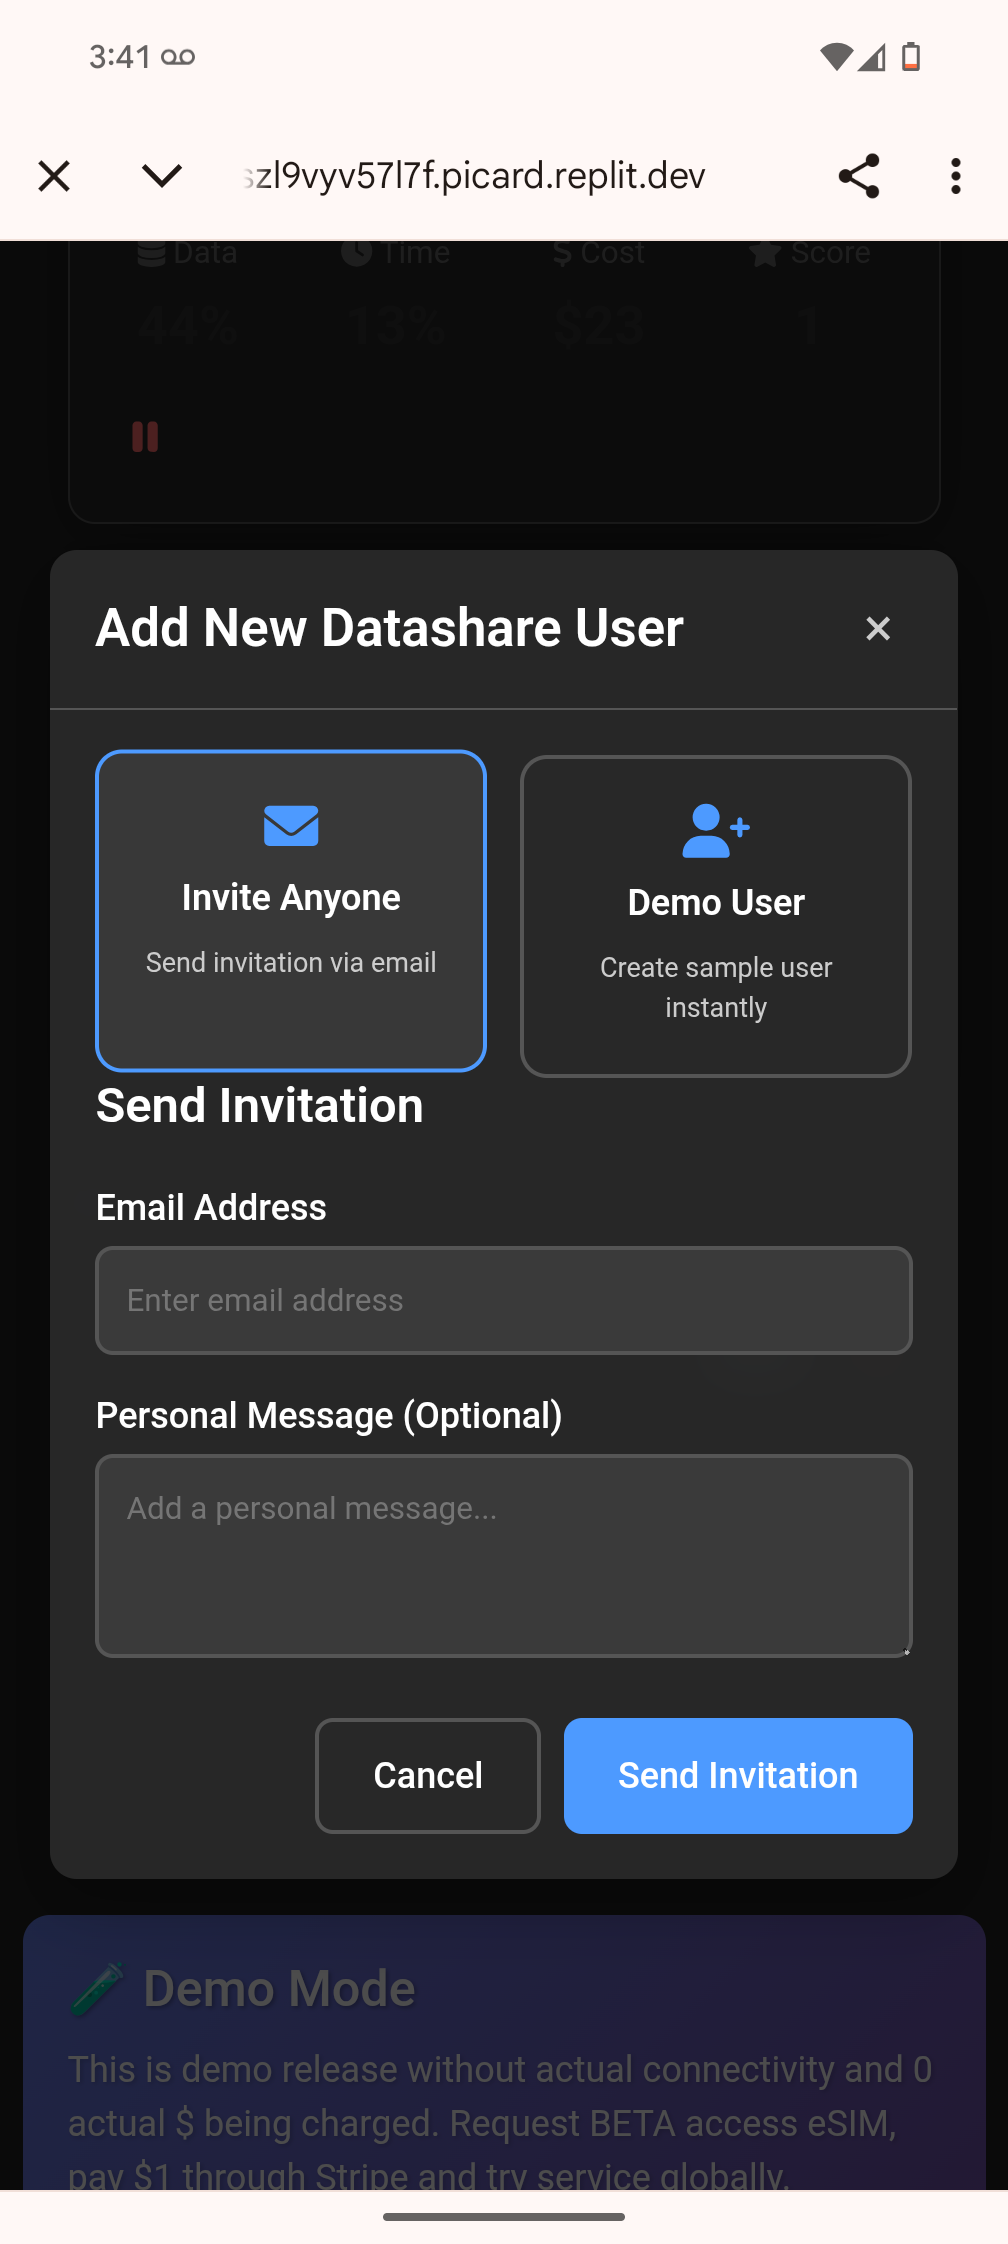 3:41
szl9vyv57l7f.picard.replit.dev
Data Time Cost Score
44% 13% $23 1
Add New Datashare User
×
Invite Anyone
Send invitation via email
Demo User
Create sample user
instantly
Send Invitation
Email Address
Enter email address
Personal Message (Optional)
Add a personal message...
Cancel Send Invitation
Demo Mode
This is demo release without actual connectivity and 0
actual $ being charged. Request BETA access eSIM,
pay $1 through Stripe and try service globally.